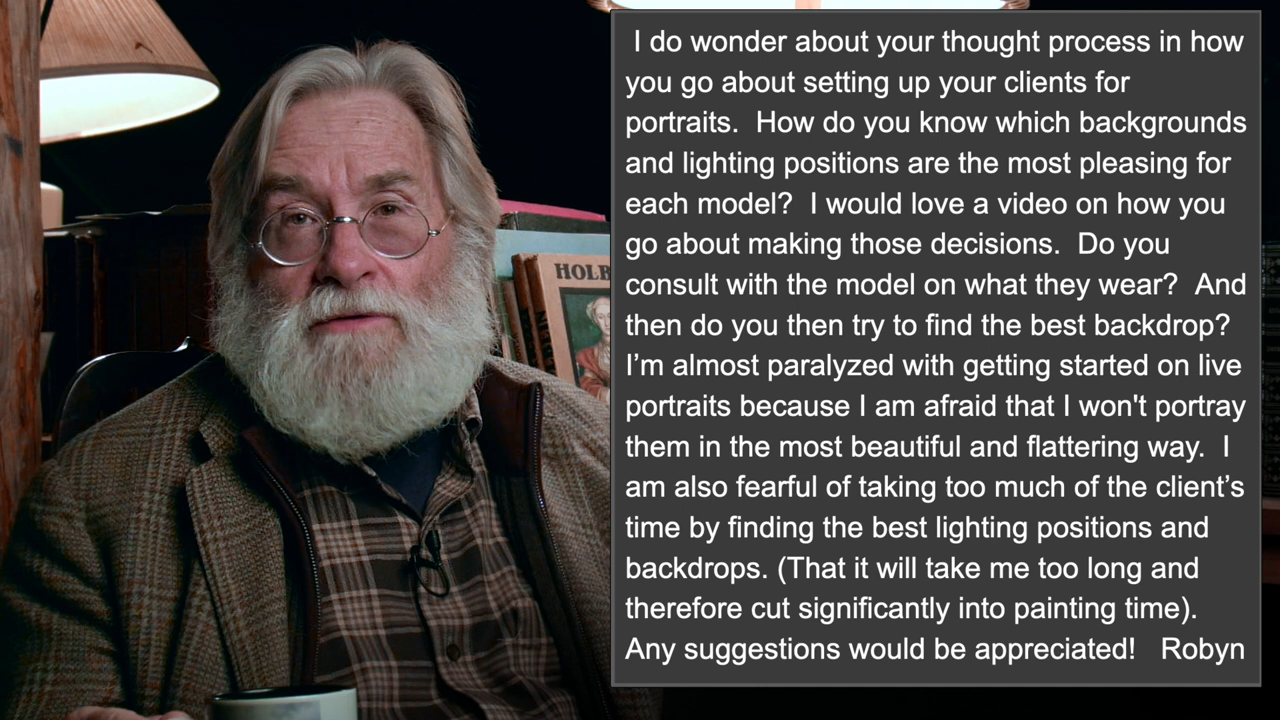 I do wonder about your thought process in how
you go about setting up your clients for
portraits.  How do you know which backgrounds
and lighting positions are the most pleasing for
each model?  I would love a video on how you
go about making those decisions.  Do you
consult with the model on what they wear?  And
then do you then try to find the best backdrop?
I’m almost paralyzed with getting started on live
portraits because I am afraid that I won't portray
them in the most beautiful and flattering way.  I
am also fearful of taking too much of the client’s
time by finding the best lighting positions and
backdrops. (That it will take me too long and
therefore cut significantly into painting time).
Any suggestions would be appreciated!   Robyn
HOLB